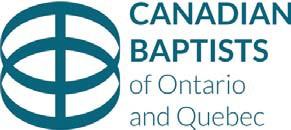 CANADIAN
BAPTISTS
of Ontario
and Quebec